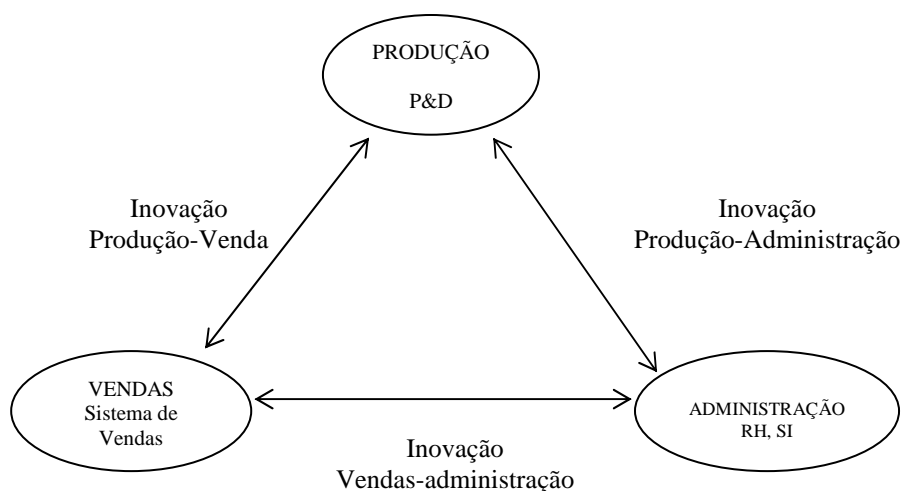 PRODUÇÃO
P&D
Inovação
Produção-Venda
Inovação
Produção-Administração
VENDAS
Sistema de
Vendas
ADMINISTRAÇÃO
RH, SI
Inovação
Vendas-administração